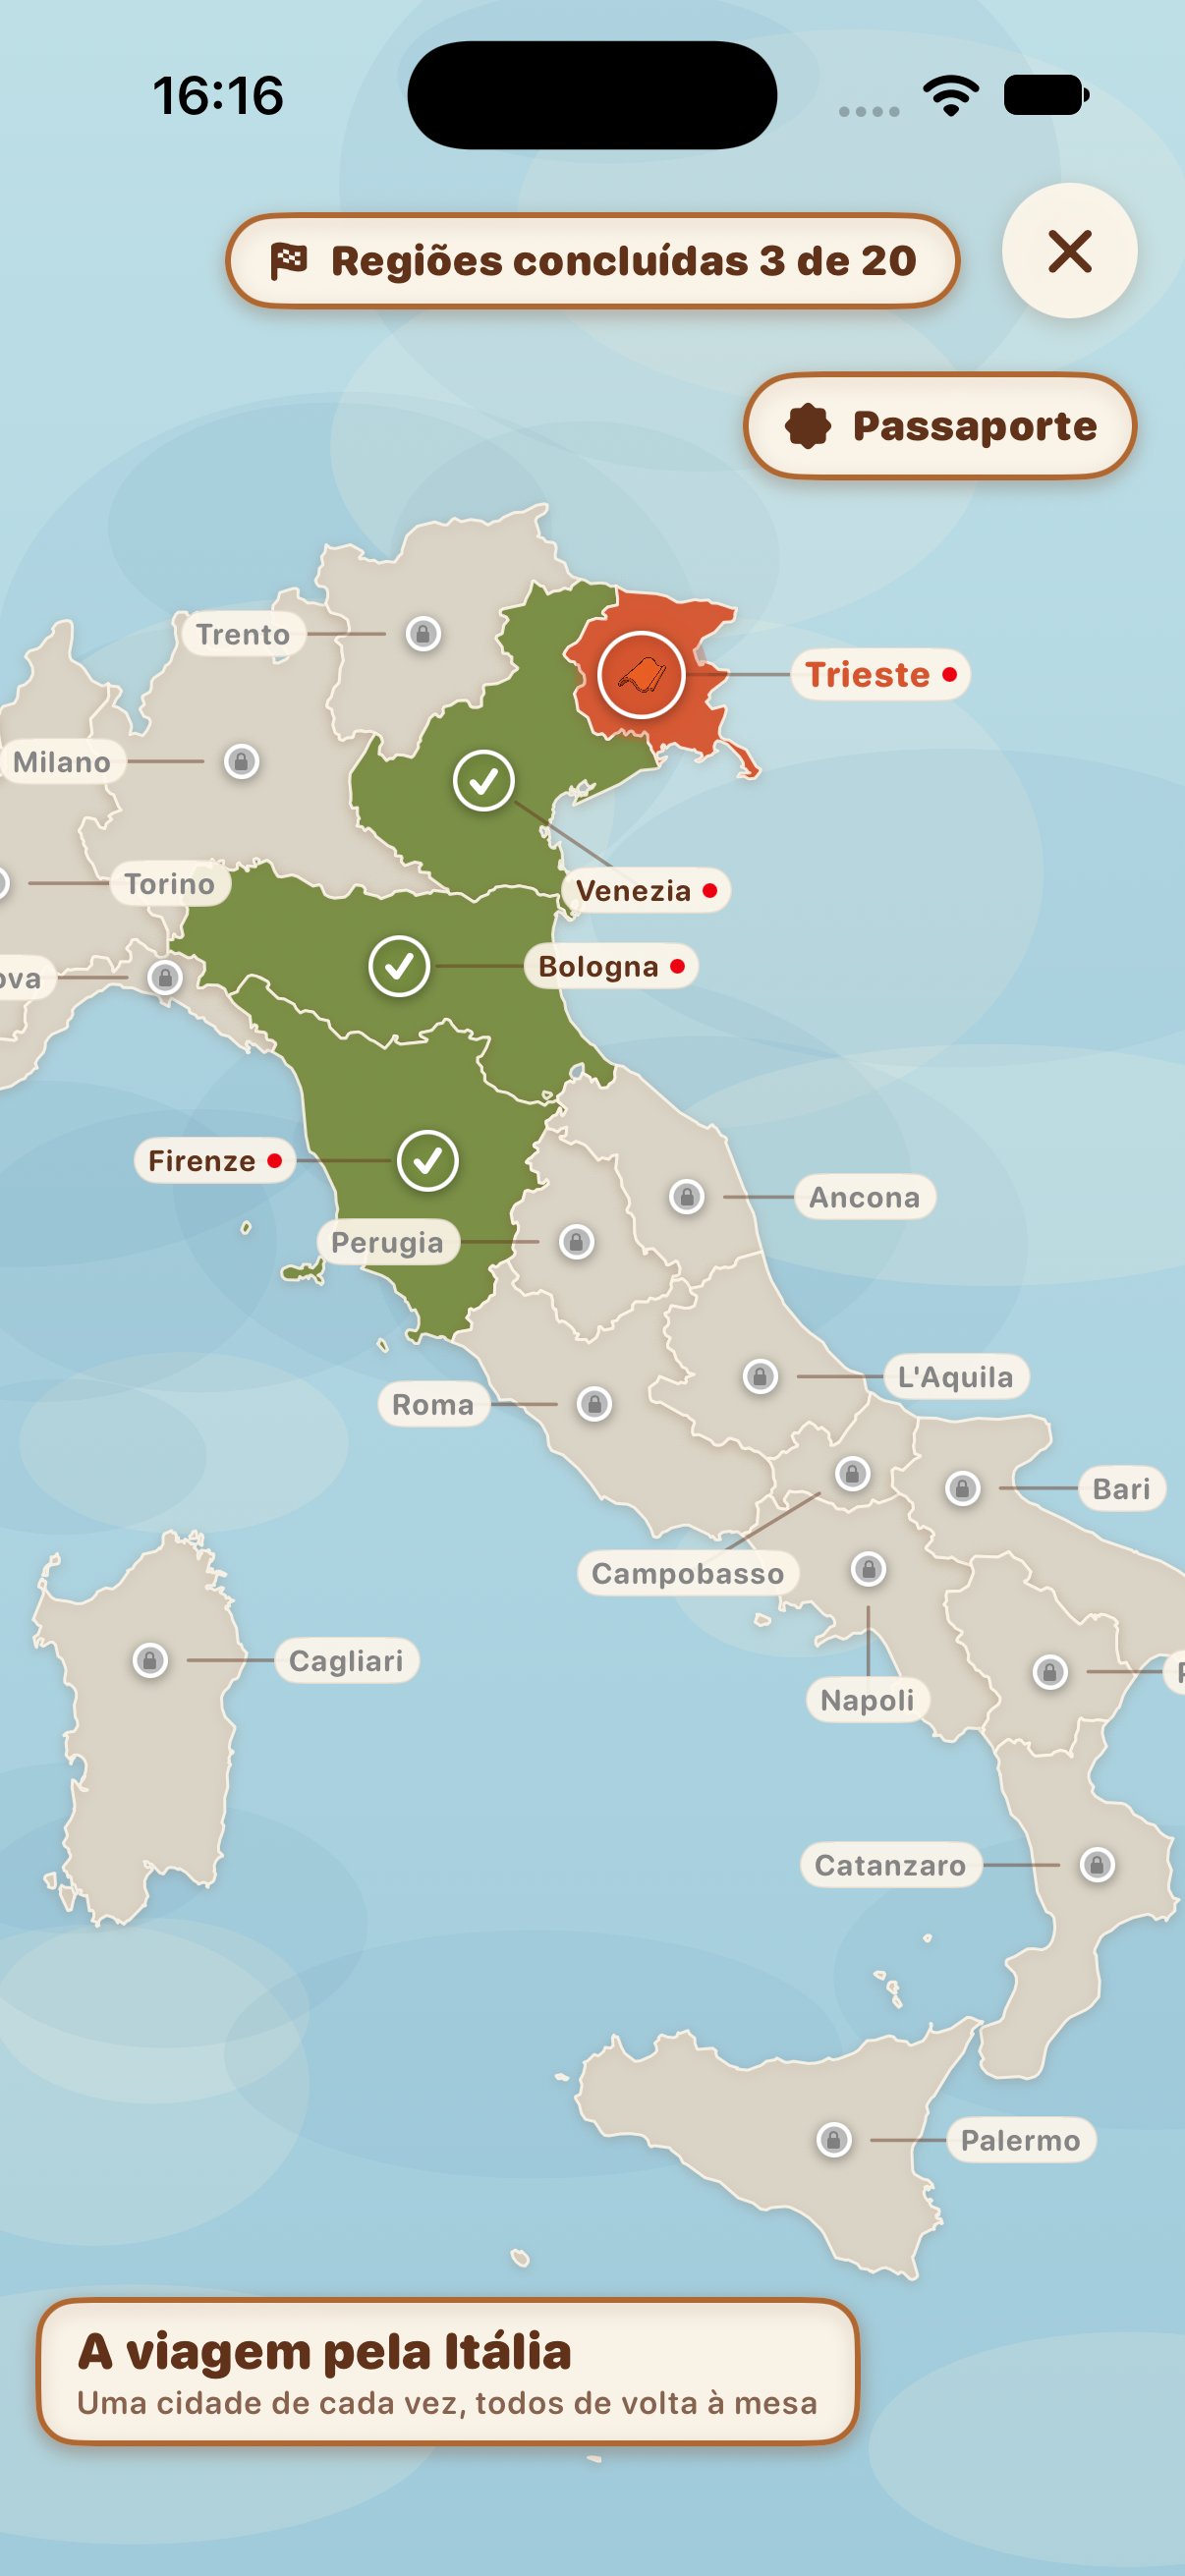 16:16
Regiões concluídas 3 de 20
Passaporte
Trento
Trieste
Milano
Torino
Venezia
Bologna
ova
Firenze
Ancona
Perugia
L'Aquila
Roma
Bari
Campobasso
Cagliari
Napoli
Catanzaro
Palermo
A viagem pela Itália
Uma cidade de cada vez, todos de volta à mesa